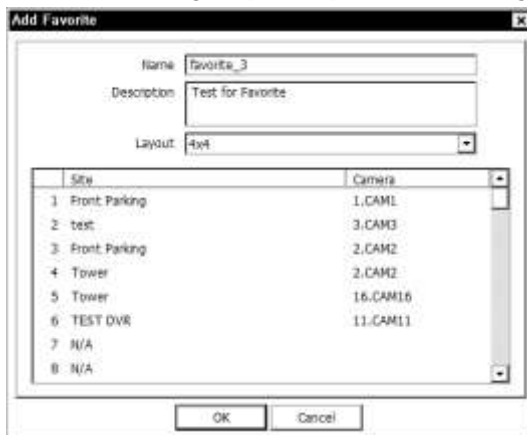 Add Favorite
Name favorite_3
Description Test for Favorite
Layout 4x4
Site Camera
1 Front Parking 1.CAM1
2 test 3.CAM3
3 Front Parking 2.CAM2
4 Tower 2.CAM2
5 Tower 16.CAM16
6 TEST DVR 11.CAM11
7 N/A
8 N/A
OK Cancel